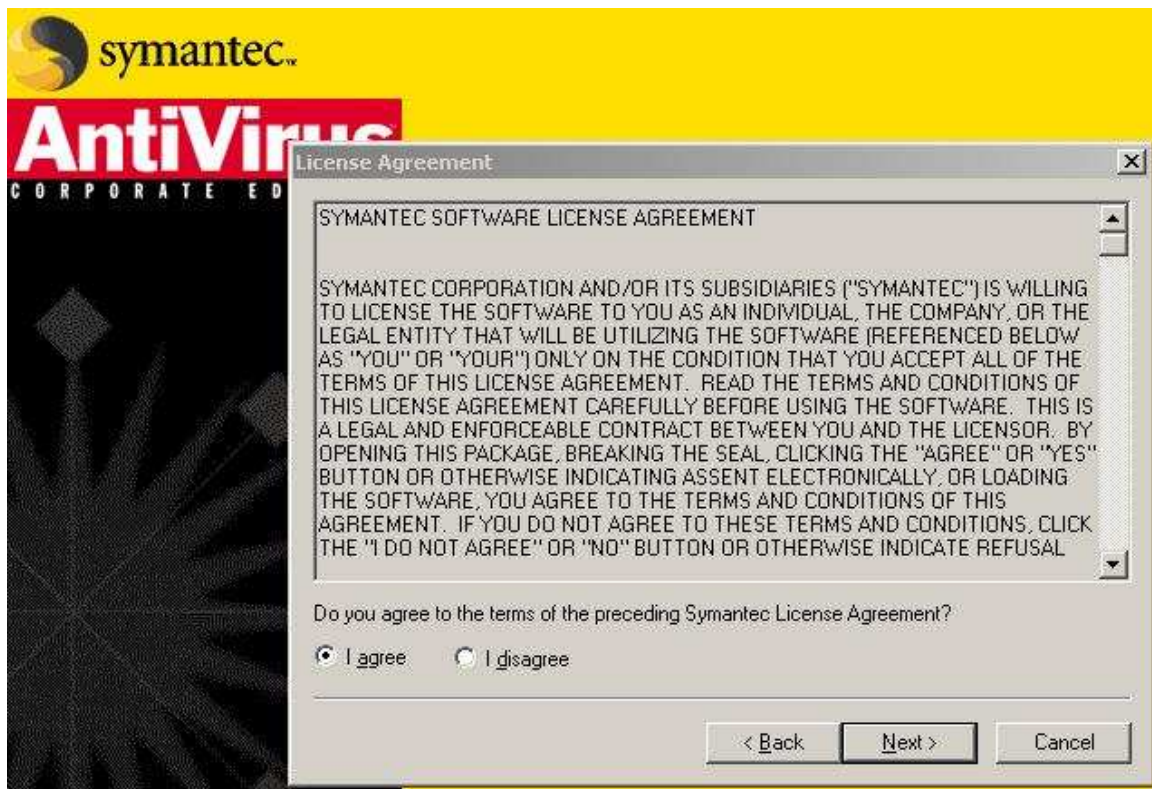 symantec™
AntiVirus
CORPORATE ED
License Agreement
SYMANTEC SOFTWARE LICENSE AGREEMENT
SYMANTEC CORPORATION AND/OR ITS SUBSIDIARIES ("SYMANTEC") IS WILLING
TO LICENSE THE SOFTWARE TO YOU AS AN INDIVIDUAL, THE COMPANY, OR THE
LEGAL ENTITY THAT WILL BE UTILIZING THE SOFTWARE (REFERENCED BELOW
AS "YOU" OR "YOUR") ONLY ON THE CONDITION THAT YOU ACCEPT ALL OF THE
TERMS OF THIS LICENSE AGREEMENT.  READ THE TERMS AND CONDITIONS OF
THIS LICENSE AGREEMENT CAREFULLY BEFORE USING THE SOFTWARE.  THIS IS
A LEGAL AND ENFORCEABLE CONTRACT BETWEEN YOU AND THE LICENSOR.  BY
OPENING THIS PACKAGE, BREAKING THE SEAL, CLICKING THE "AGREE" OR "YES"
BUTTON OR OTHERWISE INDICATING ASSENT ELECTRONICALLY, OR LOADING
THE SOFTWARE, YOU AGREE TO THE TERMS AND CONDITIONS OF THIS
AGREEMENT.  IF YOU DO NOT AGREE TO THESE TERMS AND CONDITIONS, CLICK
THE "I DO NOT AGREE" OR "NO" BUTTON OR OTHERWISE INDICATE REFUSAL
Do you agree to the terms of the preceding Symantec License Agreement?
I agree I disagree
< Back Next > Cancel